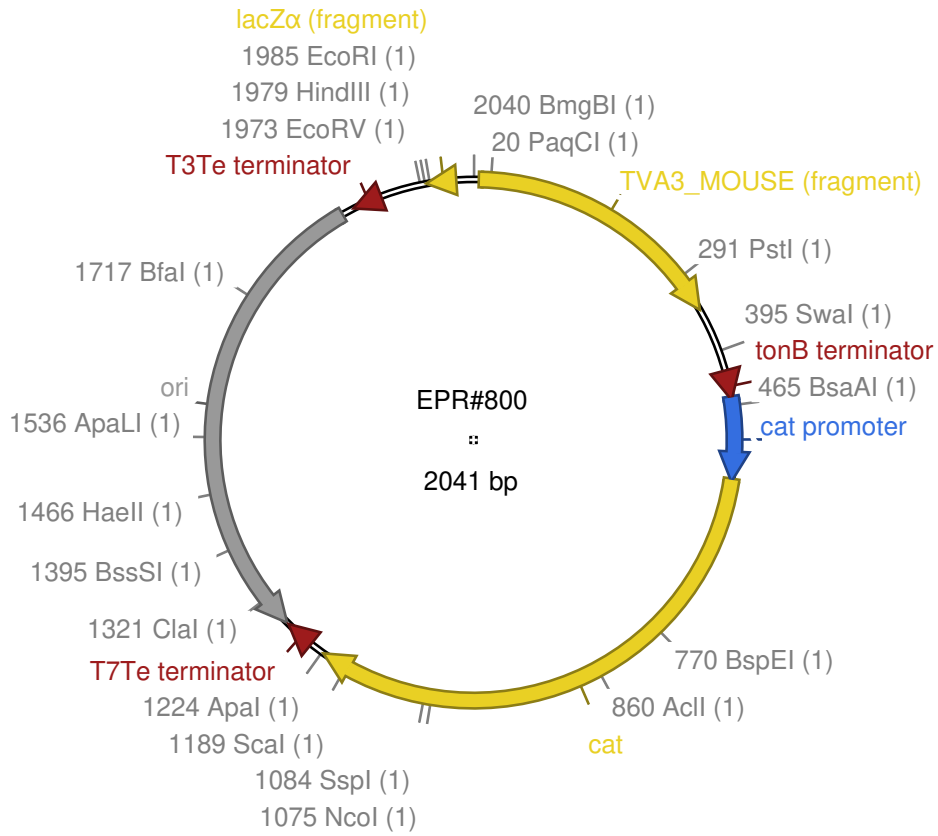 lacZα (fragment)
1985 EcoRI (1)
1979 HindIII (1)
1973 EcoRV (1)
T3Te terminator
2040 BmgBI (1)
20 PaqCI (1)
TVA3_MOUSE (fragment)
291 PstI (1)
1717 BfaI (1)
395 SwaI (1)
tonB terminator
465 BsaAI (1)
cat promoter
ori
1536 ApaLI (1)
EPR#800
2041 bp
1466 HaeII (1)
1395 BssSI (1)
1321 ClaI (1)
T7Te terminator
1224 ApaI (1)
1189 ScaI (1)
1084 SspI (1)
1075 NcoI (1)
770 BspEI (1)
860 AclI (1)
cat